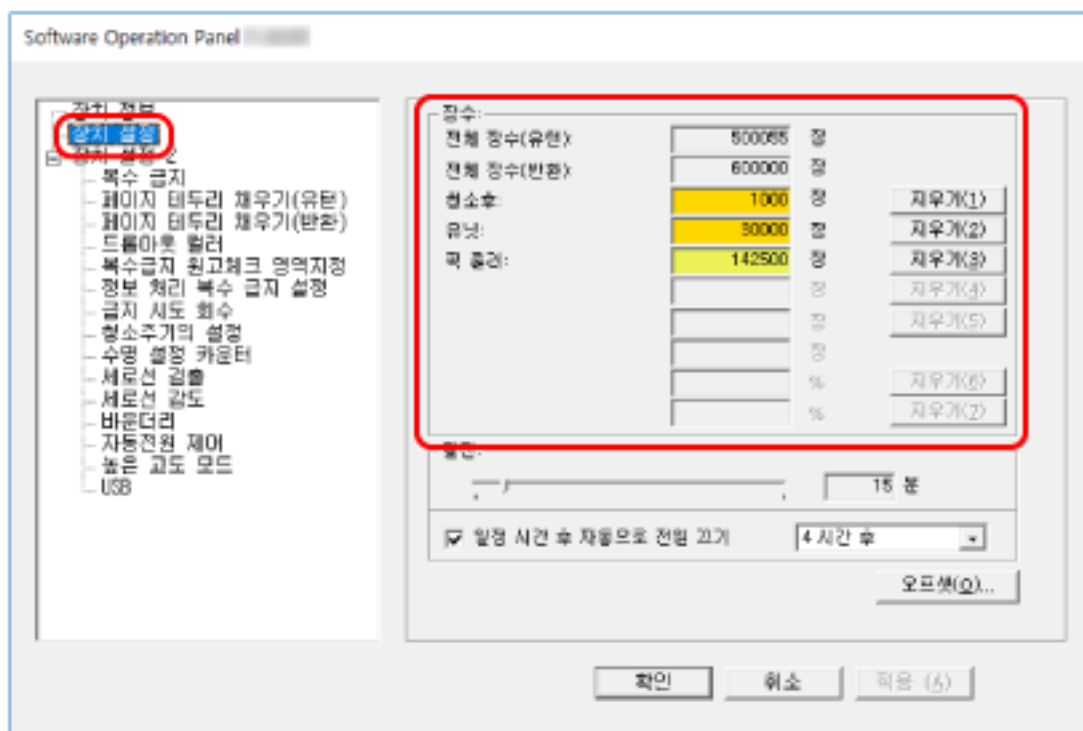 Software Operation Panel
장치 정보
장치 설정
장치 설정 2
복수 급지
페이지 테두리 채우기(유턴)
페이지 테두리 채우기(반환)
드롭아웃 컬러
복수급지 원고체크 영역지정
정보 처리 복수 급지 설정
급지 시도 회수
청소주기의 설정
수명 설정 카운터
세로선 검출
세로선 감도
바운더리
자동전원 제어
높은 고도 모드
USB
장수:
전체 장수(유턴): 500055 장
전체 장수(반환): 600000 장
청소후: 1000 장 지우기(1)
유닛: 30000 장 지우기(2)
픽 롤러: 142500 장 지우기(3)
장 지우기(4)
장 지우기(5)
장
% 지우기(6)
% 지우기(7)
15 분
일정 시간 후 자동으로 전원 끄기 4 시간 후
오프셋(O)...
확인 취소 적용 (A)